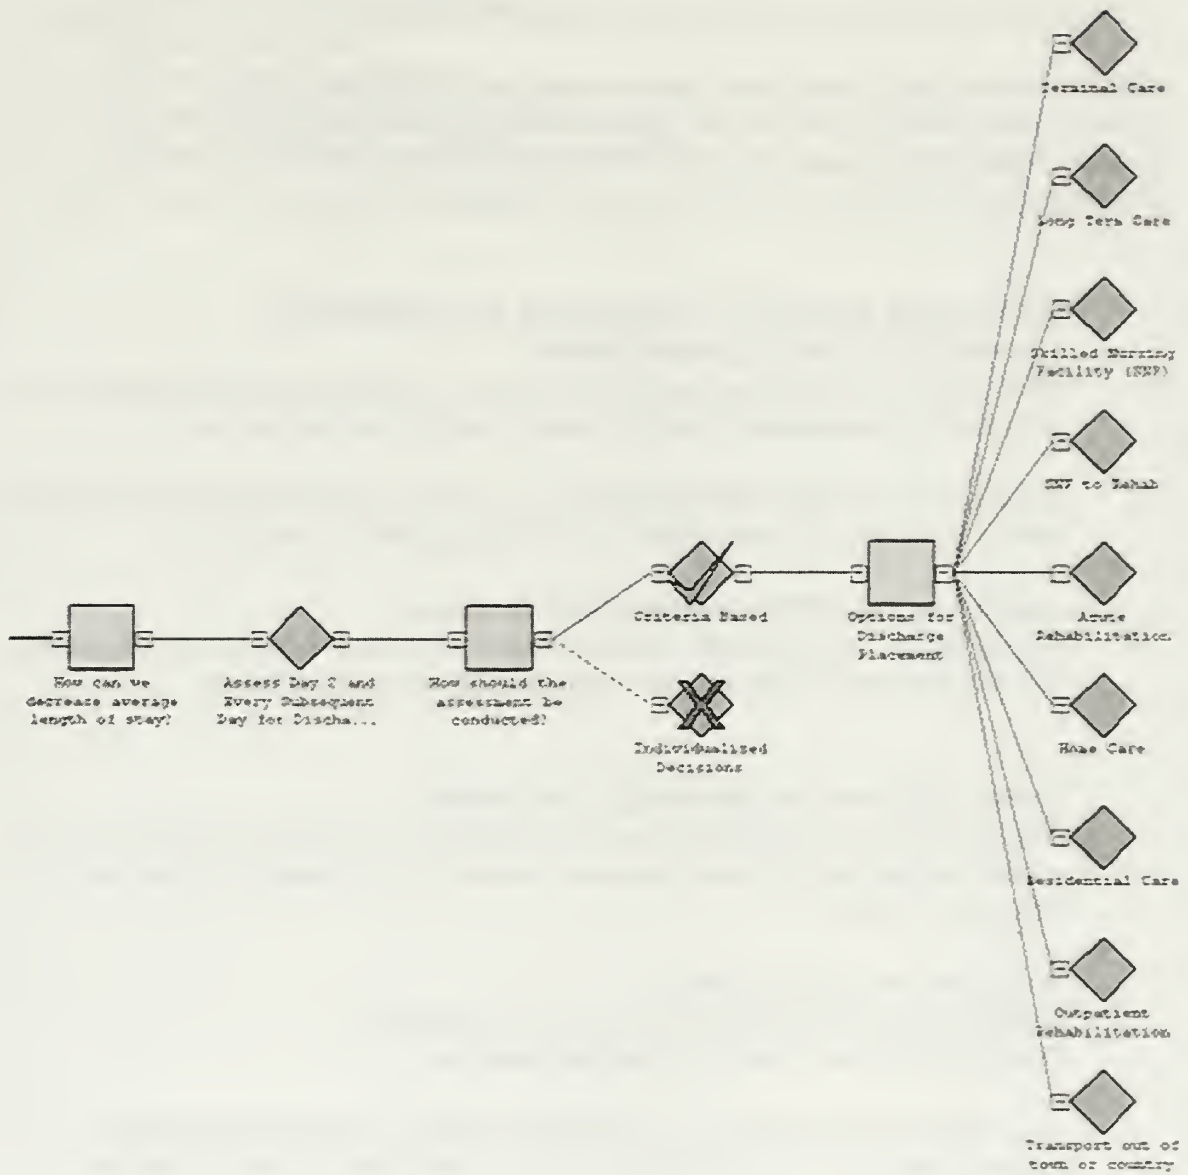 Terminal Care
Long Term Care
Skilled Nursing
Facility (SNF)
SNF to Rehab
Criteria Based
Options for
Discharge
Placement
Acute
Rehabilitation
How can we
decrease average
length of stay?
Assess Day 2 and
Every Subsequent
Day for Discha...
How should the
assessment be
conducted?
Individualized
Decisions
Home Care
Residential Care
Outpatient
Rehabilitation
Transport out of
town or country